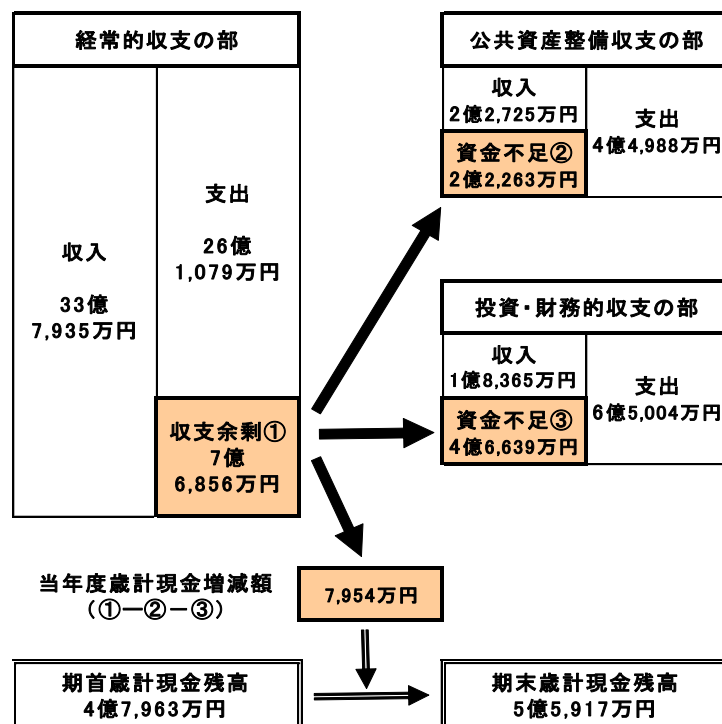 経常的収支の部
収入
33億
7,935万円
支出
26億
1,079万円
収支余剰①
7億
6,856万円
公共資産整備収支の部
収入
2億2,725万円
資金不足②
2億2,263万円
支出
4億4,988万円
投資・財務的収支の部
収入
1億8,365万円
資金不足③
4億6,639万円
支出
6億5,004万円
当年度歳計現金増減額
(①－②－③)
7,954万円
期首歳計現金残高
4億7,963万円
期末歳計現金残高
5億5,917万円